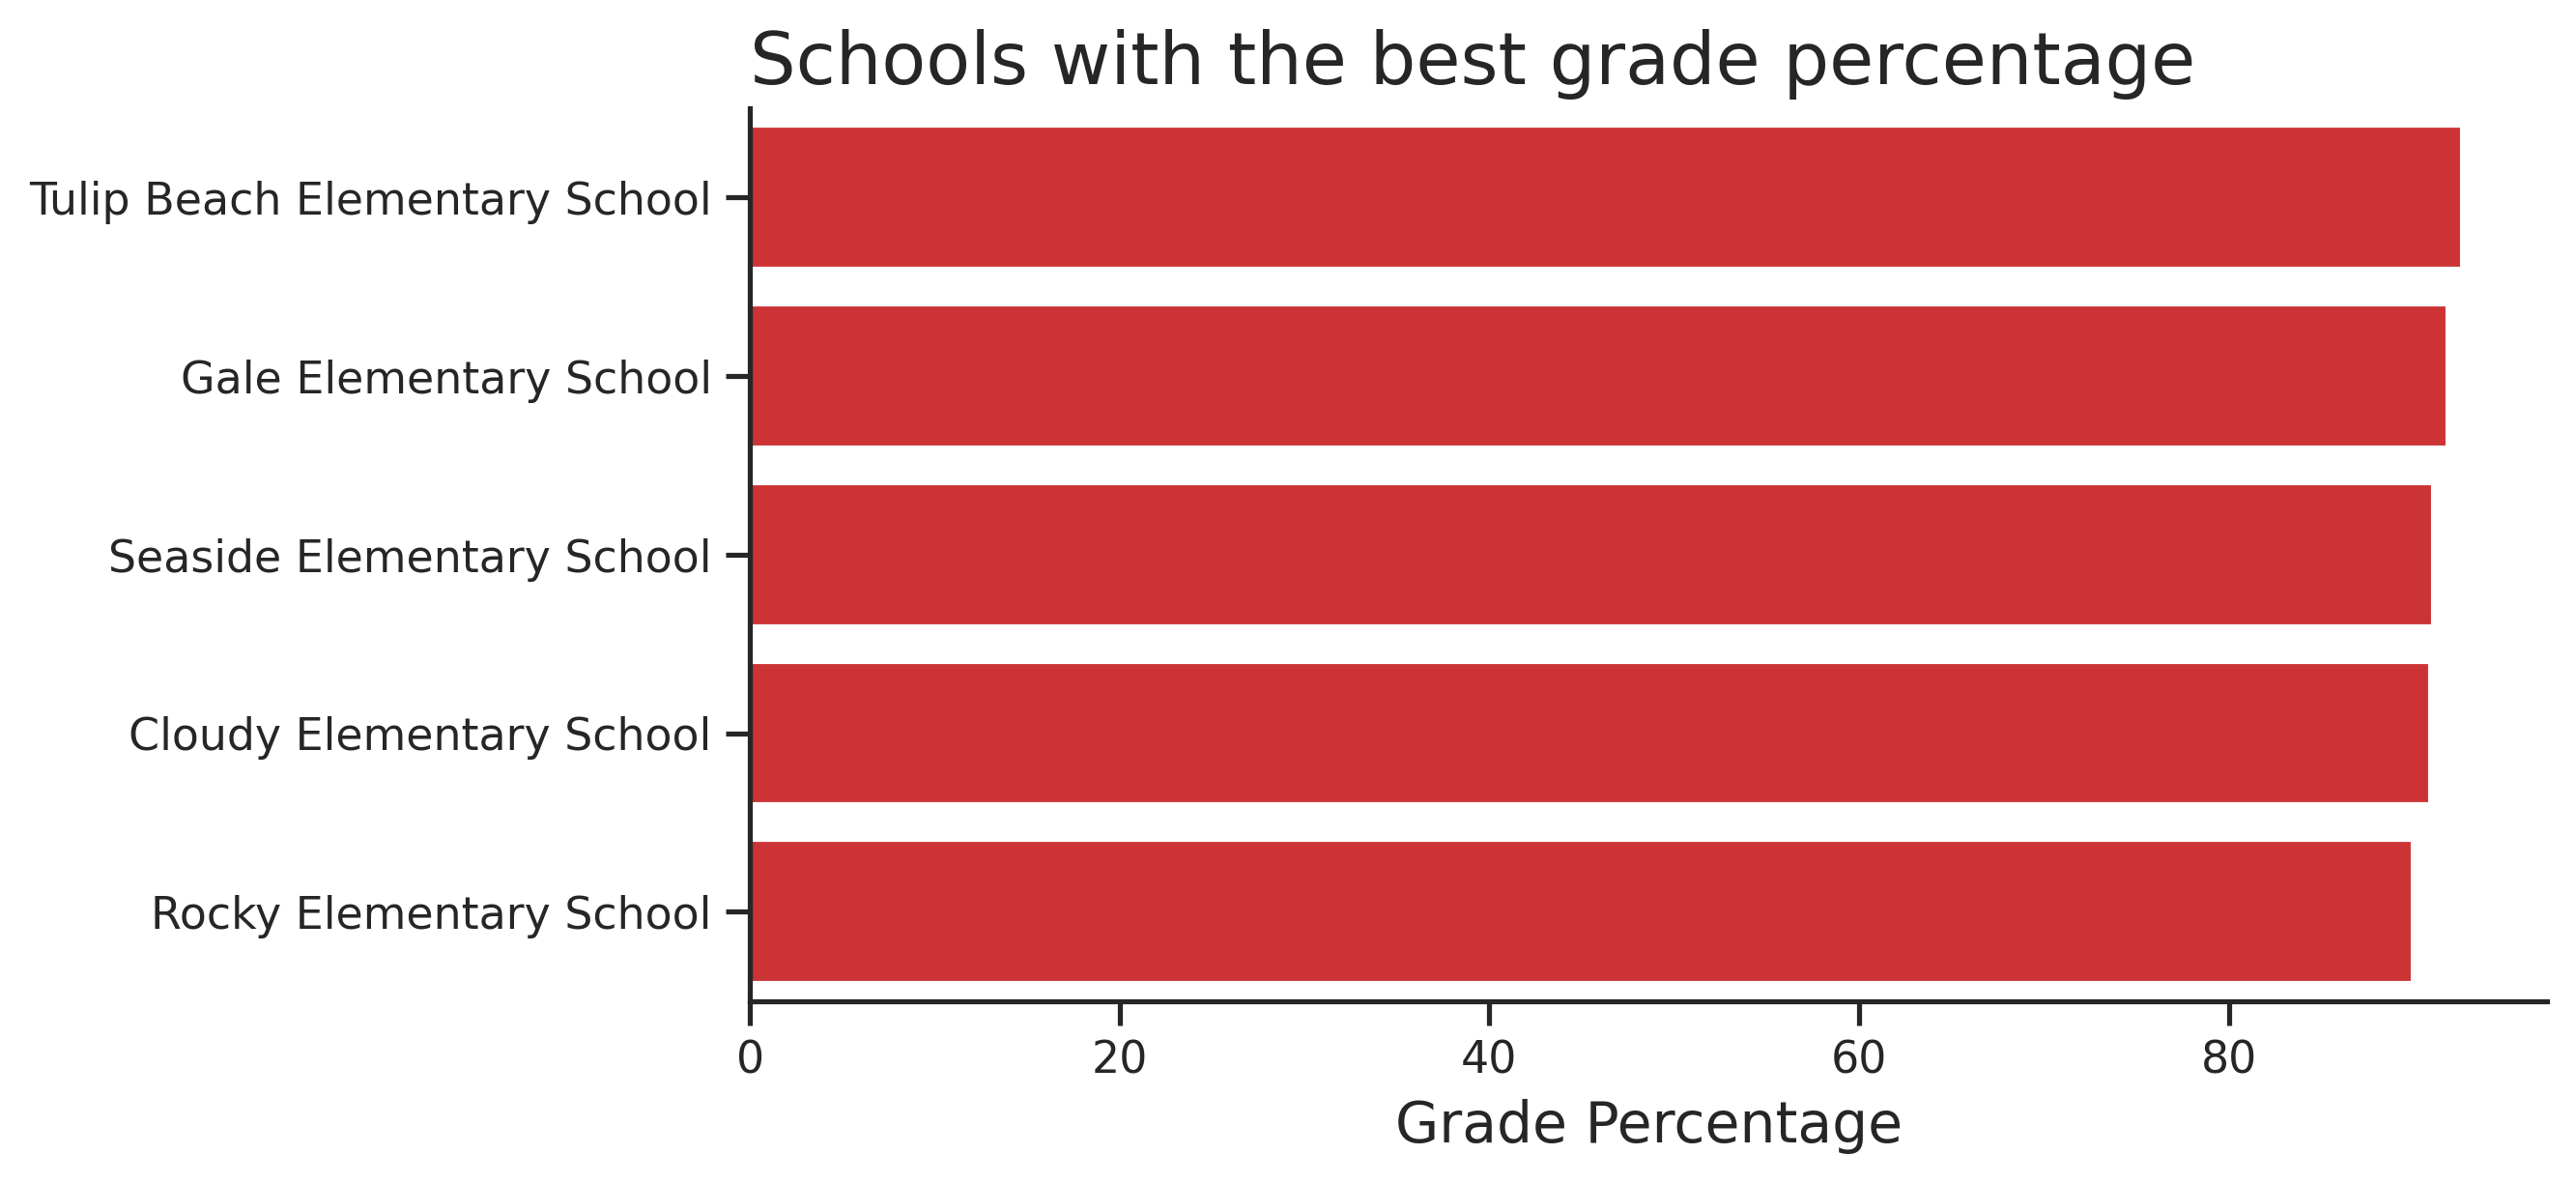 Schools with the best grade percentage
Tulip Beach Elementary School
Gale Elementary School
Seaside Elementary School
Cloudy Elementary School
Rocky Elementary School
0 20 40 60 80
Grade Percentage